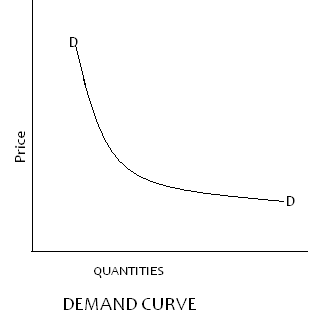 D
Price
D
QUANTITIES
DEMAND CURVE